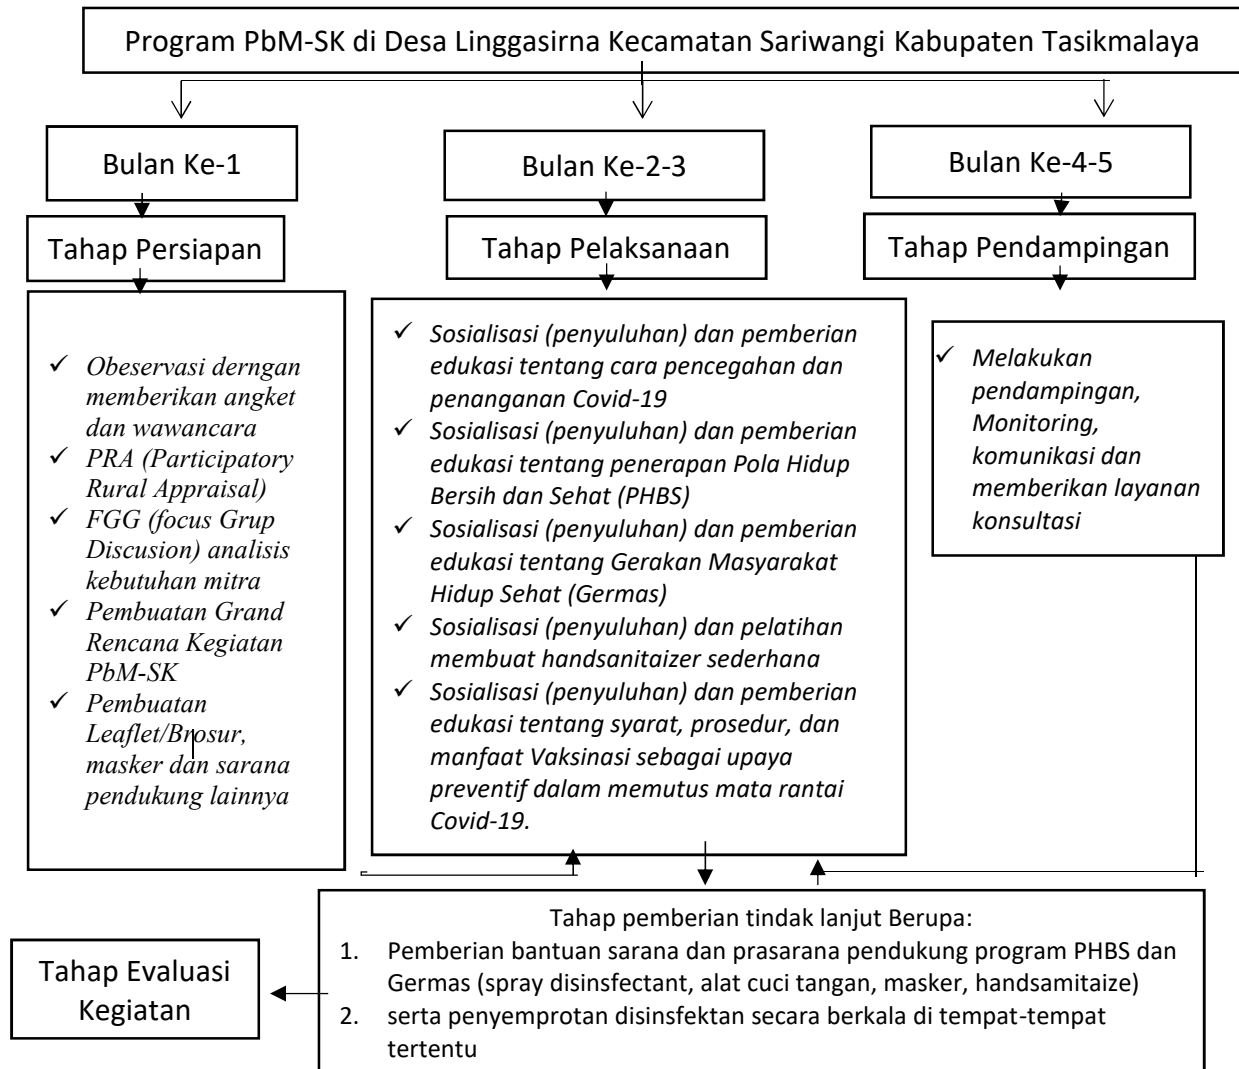 Program PbM-SK di Desa Linggasirna Kecamatan Sariwangi Kabupaten Tasikmalaya
Bulan Ke-1
Tahap Persiapan
✓ Obeservasi derngan
memberikan angket
dan wawancara
✓ PRA (Participatory
Rural Appraisal)
✓ FGG (focus Grup
Discusion) analisis
kebutuhan mitra
✓ Pembuatan Grand
Rencana Kegiatan
PbM-SK
✓ Pembuatan
Leaflet/Brosur,
masker dan sarana
pendukung lainnya
Bulan Ke-2-3
Tahap Pelaksanaan
✓ Sosialisasi (penyuluhan) dan pemberian
edukasi tentang cara pencegahan dan
penanganan Covid-19
✓ Sosialisasi (penyuluhan) dan pemberian
edukasi tentang penerapan Pola Hidup
Bersih dan Sehat (PHBS)
✓ Sosialisasi (penyuluhan) dan pemberian
edukasi tentang Gerakan Masyarakat
Hidup Sehat (Germas)
✓ Sosialisasi (penyuluhan) dan pelatihan
membuat handsanitaizer sederhana
✓ Sosialisasi (penyuluhan) dan pemberian
edukasi tentang syarat, prosedur, dan
manfaat Vaksinasi sebagai upaya
preventif dalam memutus mata rantai
Covid-19.
Bulan Ke-4-5
Tahap Pendampingan
✓ Melakukan
pendampingan,
Monitoring,
komunikasi dan
memberikan layanan
konsultasi
Tahap pemberian tindak lanjut Berupa:
1. Pemberian bantuan sarana dan prasarana pendukung program PHBS dan
Germas (spray disinsfectant, alat cuci tangan, masker, handsamitaize)
2. serta penyemprotan disinsfektan secara berkala di tempat-tempat
tertentu
Tahap Evaluasi
Kegiatan